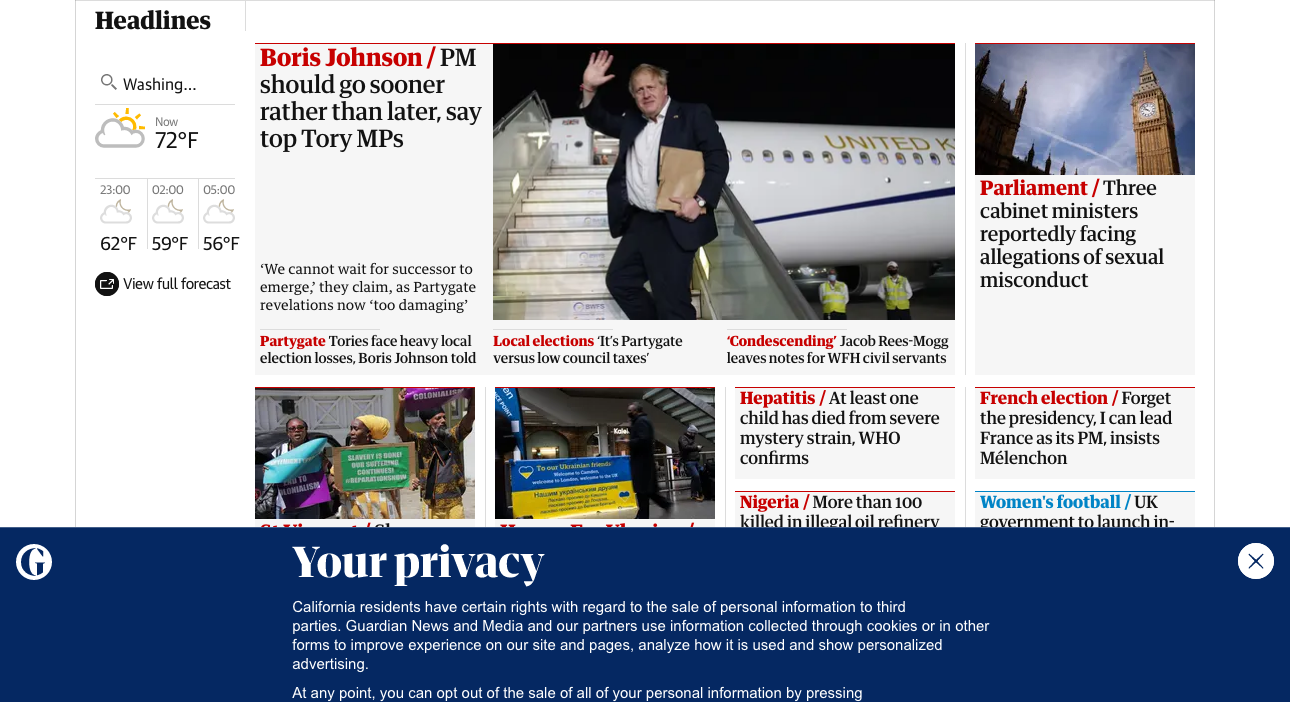 Headlines
Washing...
Now
72°F
23:00
02:00
05:00
62°F
59°F
56°F
View full forecast
Boris Johnson / PM
should go sooner
rather than later, say
top Tory MPs
‘We cannot wait for successor to
emerge,’ they claim, as Partygate
revelations now ‘too damaging’
UNITED K
Partygate Tories face heavy local
election losses, Boris Johnson told
Local elections ‘It’s Partygate
versus low council taxes’
‘Condescending’ Jacob Rees-Mogg
leaves notes for WFH civil servants
Parliament / Three
cabinet ministers
reportedly facing
allegations of sexual
misconduct
COLONIALISM
SLAVERY IS DONE!
OUR SUFFERING
CONTINUES!
#REPARATIONSNOW
To our Ukrainian friends
Welcome to Camden,
welcome to London, welcome to the UK
Нашим українським друзям
Hepatitis / At least one
child has died from severe
mystery strain, WHO
confirms
French election / Forget
the presidency, I can lead
France as its PM, insists
Mélenchon
Nigeria / More than 100
killed in illegal oil refinery
Women's football / UK
government to launch in-
G
Your privacy
California residents have certain rights with regard to the sale of personal information to third
parties. Guardian News and Media and our partners use information collected through cookies or in other
forms to improve experience on our site and pages, analyze how it is used and show personalized
advertising.
At any point, you can opt out of the sale of all of your personal information by pressing